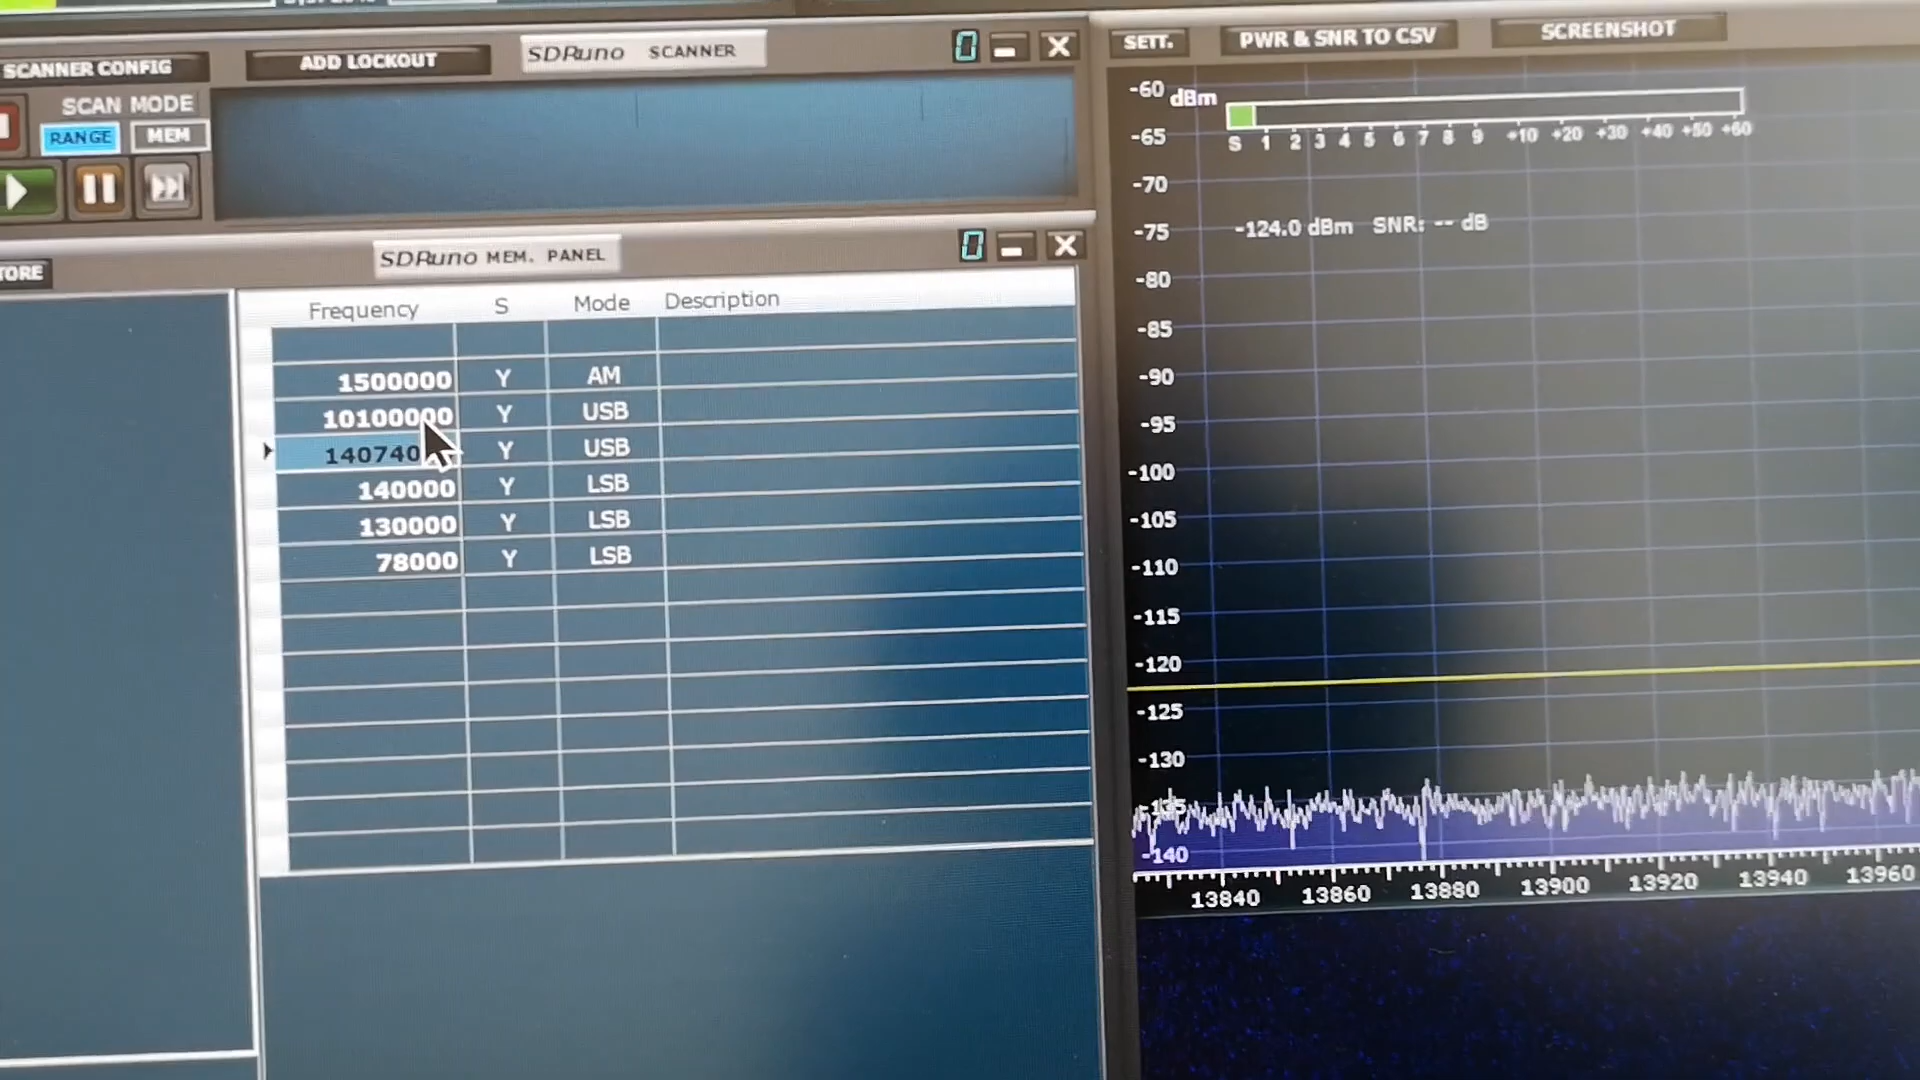 SCANNER CONFIG
ADD LOCKOUT
SDRuno SCANNER
SCAN MODE
RANGE
MEM
SDRuno MEM. PANEL
TORE
Frequency S Mode Description
1500000 Y AM
10100000 Y USB
140740 Y USB
140000 Y LSB
130000 Y LSB
78000 Y LSB
SETT.
PWR & SNR TO CSV
SCREENSHOT
dBm
S 1 2 3 4 5 6 7 8 9 +10 +20 +30 +40 +50 +60
-124.0 dBm SNR: -- dB
-60
-65
-70
-75
-80
-85
-90
-95
-100
-105
-110
-115
-120
-125
-130
-135
-140
13840 13860 13880 13900 13920 13940 13960